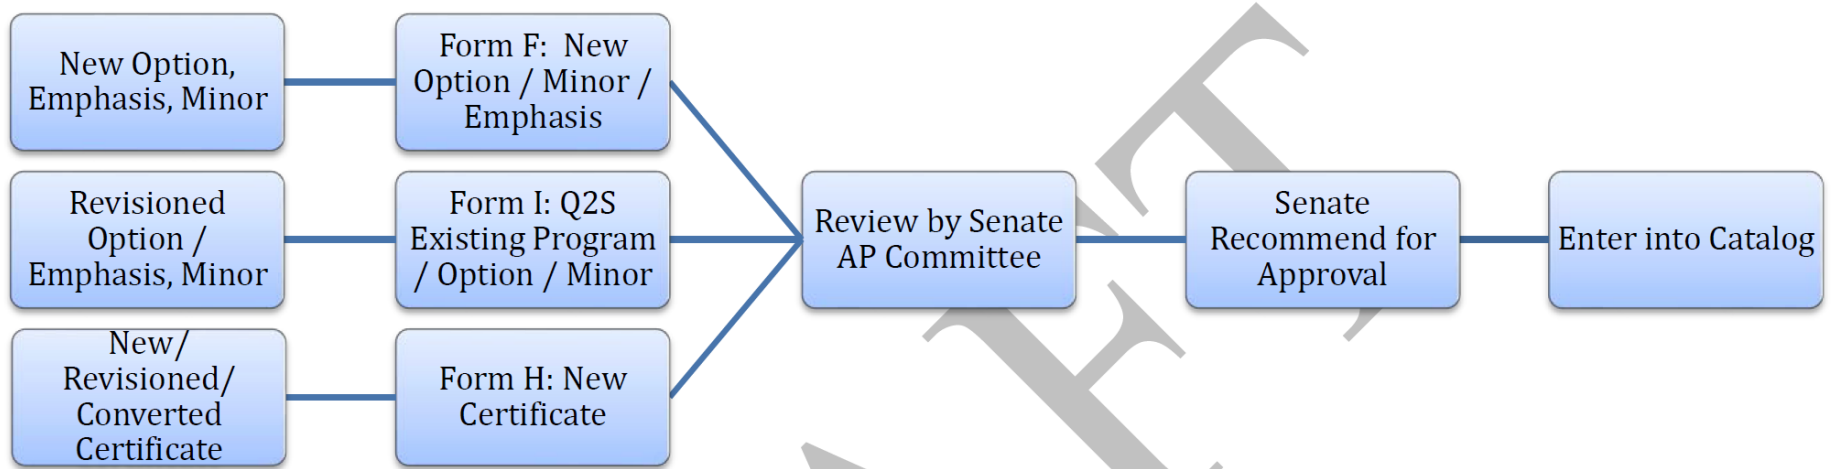 New Option,
Emphasis, Minor
Form F:  New
Option / Minor /
Emphasis
Revisioned
Option /
Emphasis, Minor
Form I: Q2S
Existing Program
/ Option / Minor
New/
Revisioned/
Converted
Certificate
Form H: New
Certificate
Review by Senate
AP Committee
Senate
Recommend for
Approval
Enter into Catalog